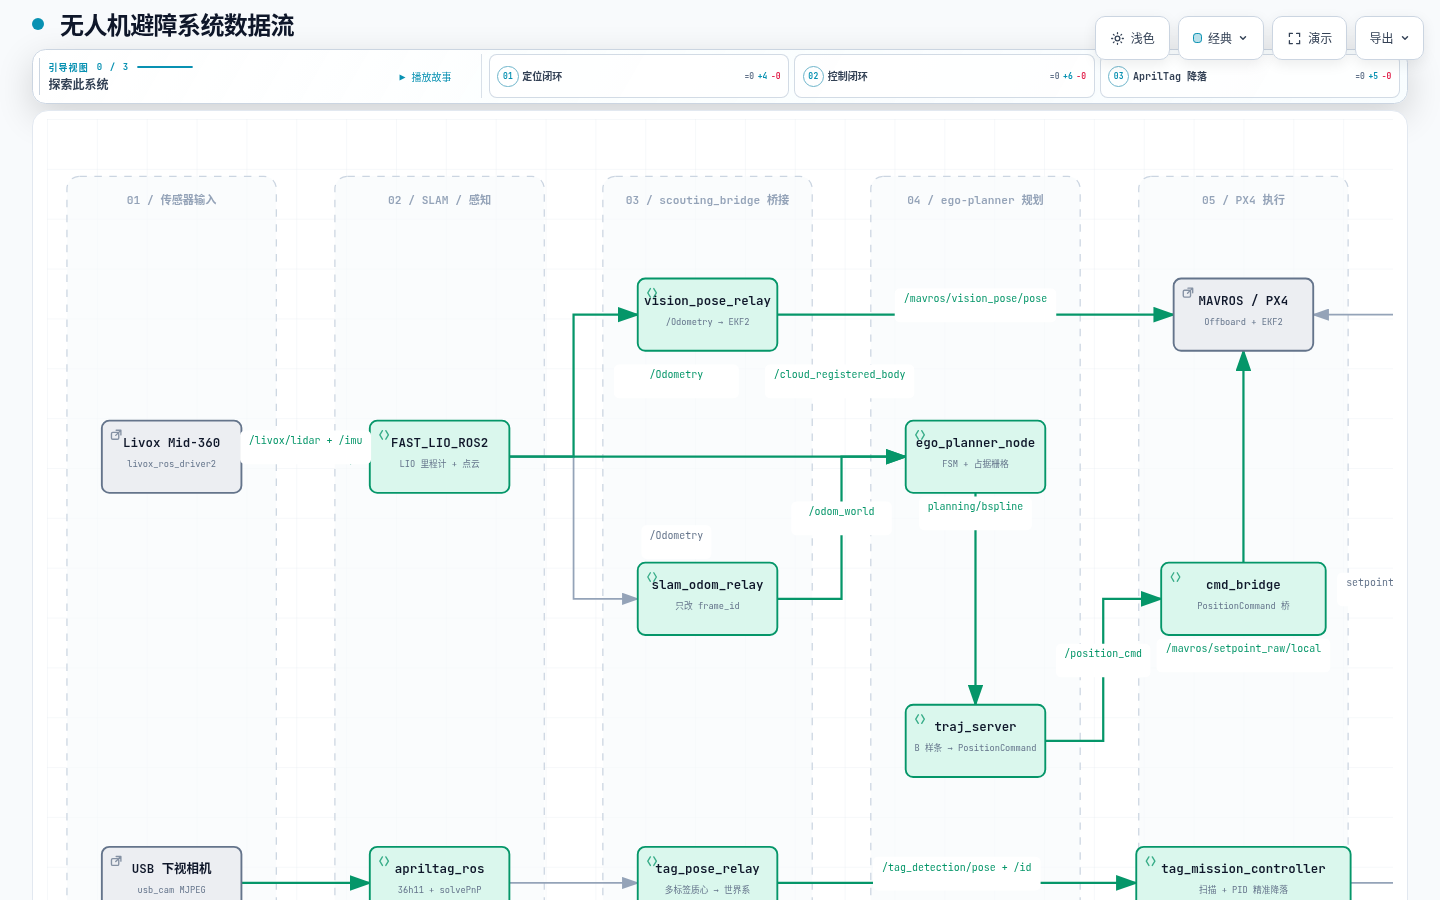 无人机避障系统数据流
浅色
经典
演示
导出
引导视图 0 / 3
探索此系统
▶ 播放故事
01 定位闭环 =0 +4 -0
02 控制闭环 =0 +6 -0
03 AprilTag 降落 =0 +5 -0
01 / 传感器输入
02 / SLAM / 感知
03 / scouting_bridge 桥接
04 / ego-planner 规划
05 / PX4 执行
vision_pose_relay
/Odometry → EKF2
/mavros/vision_pose/pose
MAVROS / PX4
Offboard + EKF2
/Odometry
/cloud_registered_body
Livox Mid-360
livox_ros_driver2
/livox/lidar + /imu
FAST_LIO_ROS2
LIO 里程计 + 点云
ego_planner_node
FSM + 占据栅格
/odom_world
planning/bspline
/Odometry
slam_odom_relay
只改 frame_id
cmd_bridge
PositionCommand 桥
setpoint
/position_cmd
/mavros/setpoint_raw/local
traj_server
B 样条 → PositionCommand
USB 下视相机
usb_cam MJPEG
apriltag_ros
36h11 + solvePnP
tag_pose_relay
多标签质心 → 世界系
/tag_detection/pose + /id
tag_mission_controller
扫描 + PID 精准降落